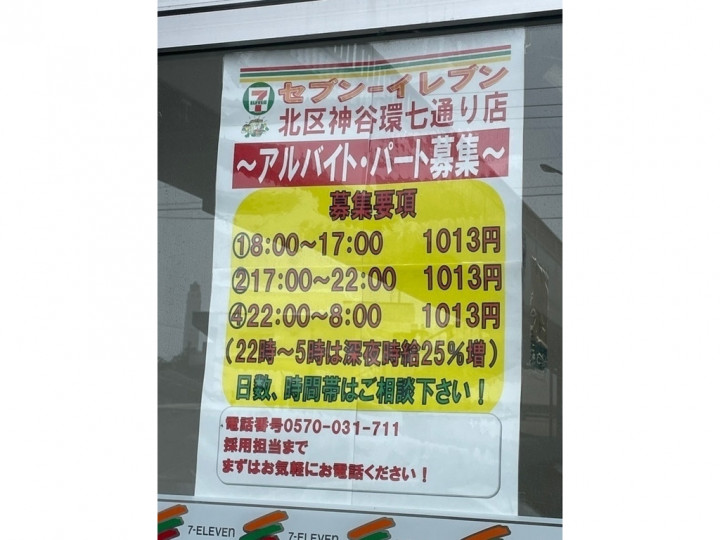 セブン-イレブン
7
ELEVEN
北区神谷環七通り店
～アルバイト・パート募集～
募集要項
①8:00～17:00 1013円
②17:00～22:00 1013円
④22:00～8:00 1013円
(22時～5時は深夜時給25%増)
日数、時間帯はご相談下さい!
電話番号0570-031-711
採用担当まで
まずはお気軽にお電話ください!
7-ELEVEN
7-ELEVEN
7-ELEVEN